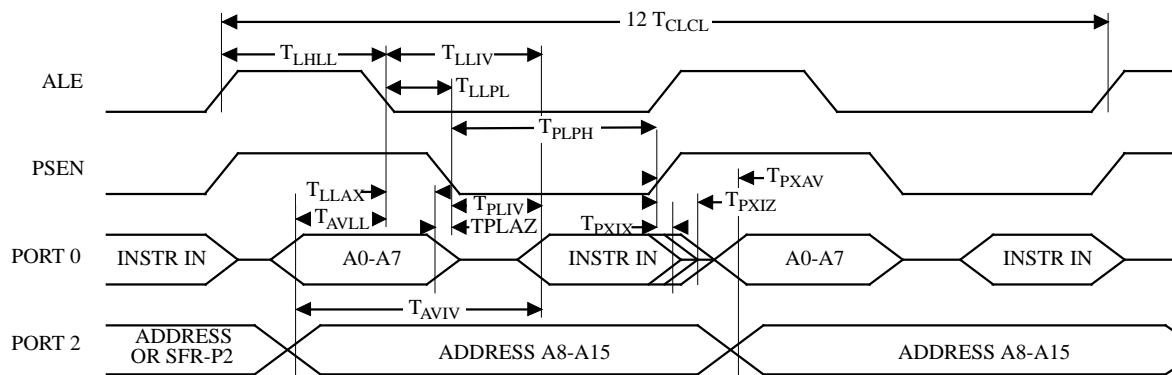 12 TCLCL
TLHLL TLLIV
ALE
TLLPL
TPLPH
PSEN
TLLAX TPXAV
TPLIV TPXIZ
TAVLL TPLAZ TPXIX
PORT 0 INSTR IN A0-A7 INSTR IN A0-A7 INSTR IN
TAVIV
PORT 2 ADDRESS OR SFR-P2 ADDRESS A8-A15 ADDRESS A8-A15